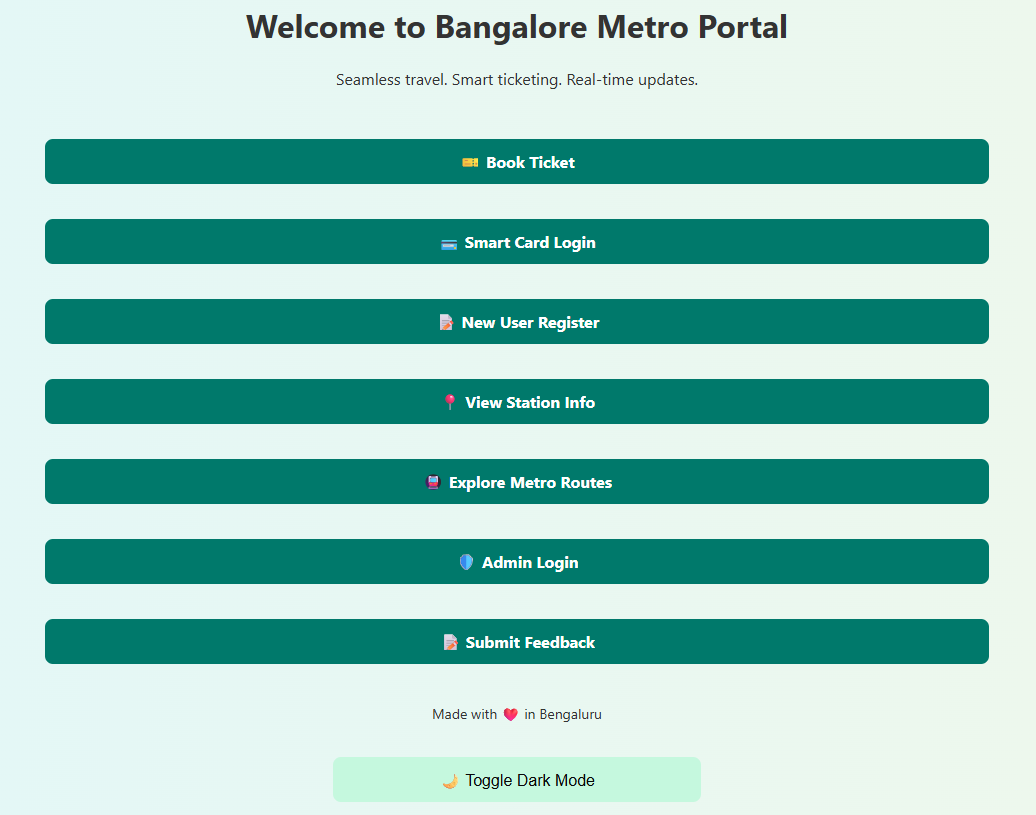 Welcome to Bangalore Metro Portal
Seamless travel. Smart ticketing. Real-time updates.
🎫 Book Ticket
💳 Smart Card Login
📝 New User Register
📍 View Station Info
🚇 Explore Metro Routes
🛡️ Admin Login
📝 Submit Feedback
Made with ❤️ in Bengaluru
🌙 Toggle Dark Mode